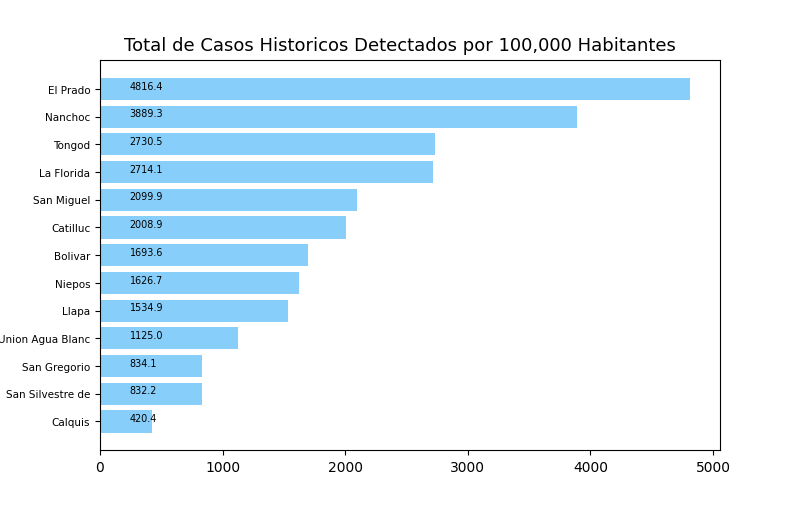 Total de Casos Historicos Detectados por 100,000 Habitantes
El Prado 4816.4
Nanchoc 3889.3
Tongod 2730.5
La Florida 2714.1
San Miguel 2099.9
Catilluc 2008.9
Bolivar 1693.6
Niepos 1626.7
Llapa 1534.9
Union Agua Blanc 1125.0
San Gregorio 834.1
San Silvestre de 832.2
Calquis 420.4
0 1000 2000 3000 4000 5000